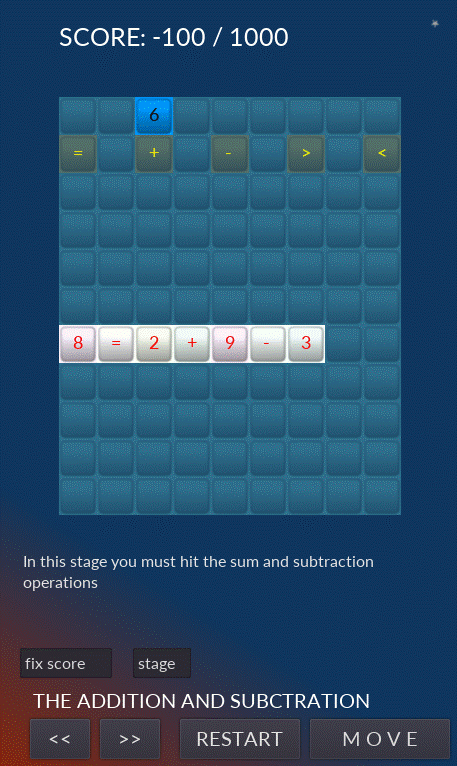 SCORE: -100 / 1000
6
= + - > <
8 = 2 + 9 - 3
In this stage you must hit the sum and subtraction
operations
fix score stage
THE ADDITION AND SUBCTRATION
<< >> RESTART M O V E